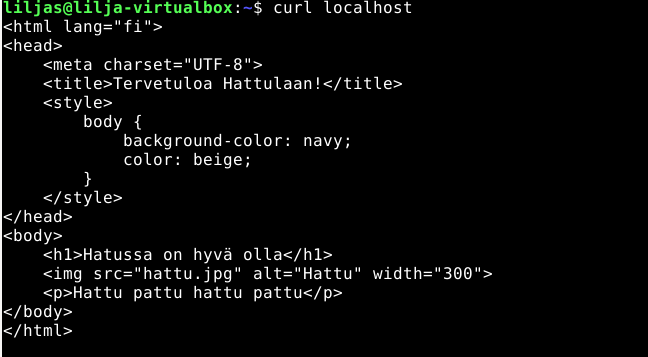 liljas@lilja-virtualbox:~$ curl localhost
<html lang="fi">
<head>
    <meta charset="UTF-8">
    <title>Tervetuloa Hattulaan!</title>
    <style>
        body {
            background-color: navy;
            color: beige;
        }
    </style>
</head>
<body>
    <h1>Hatussa on hyvä olla</h1>
    <img src="hattu.jpg" alt="Hattu" width="300">
    <p>Hattu pattu hattu pattu</p>
</body>
</html>